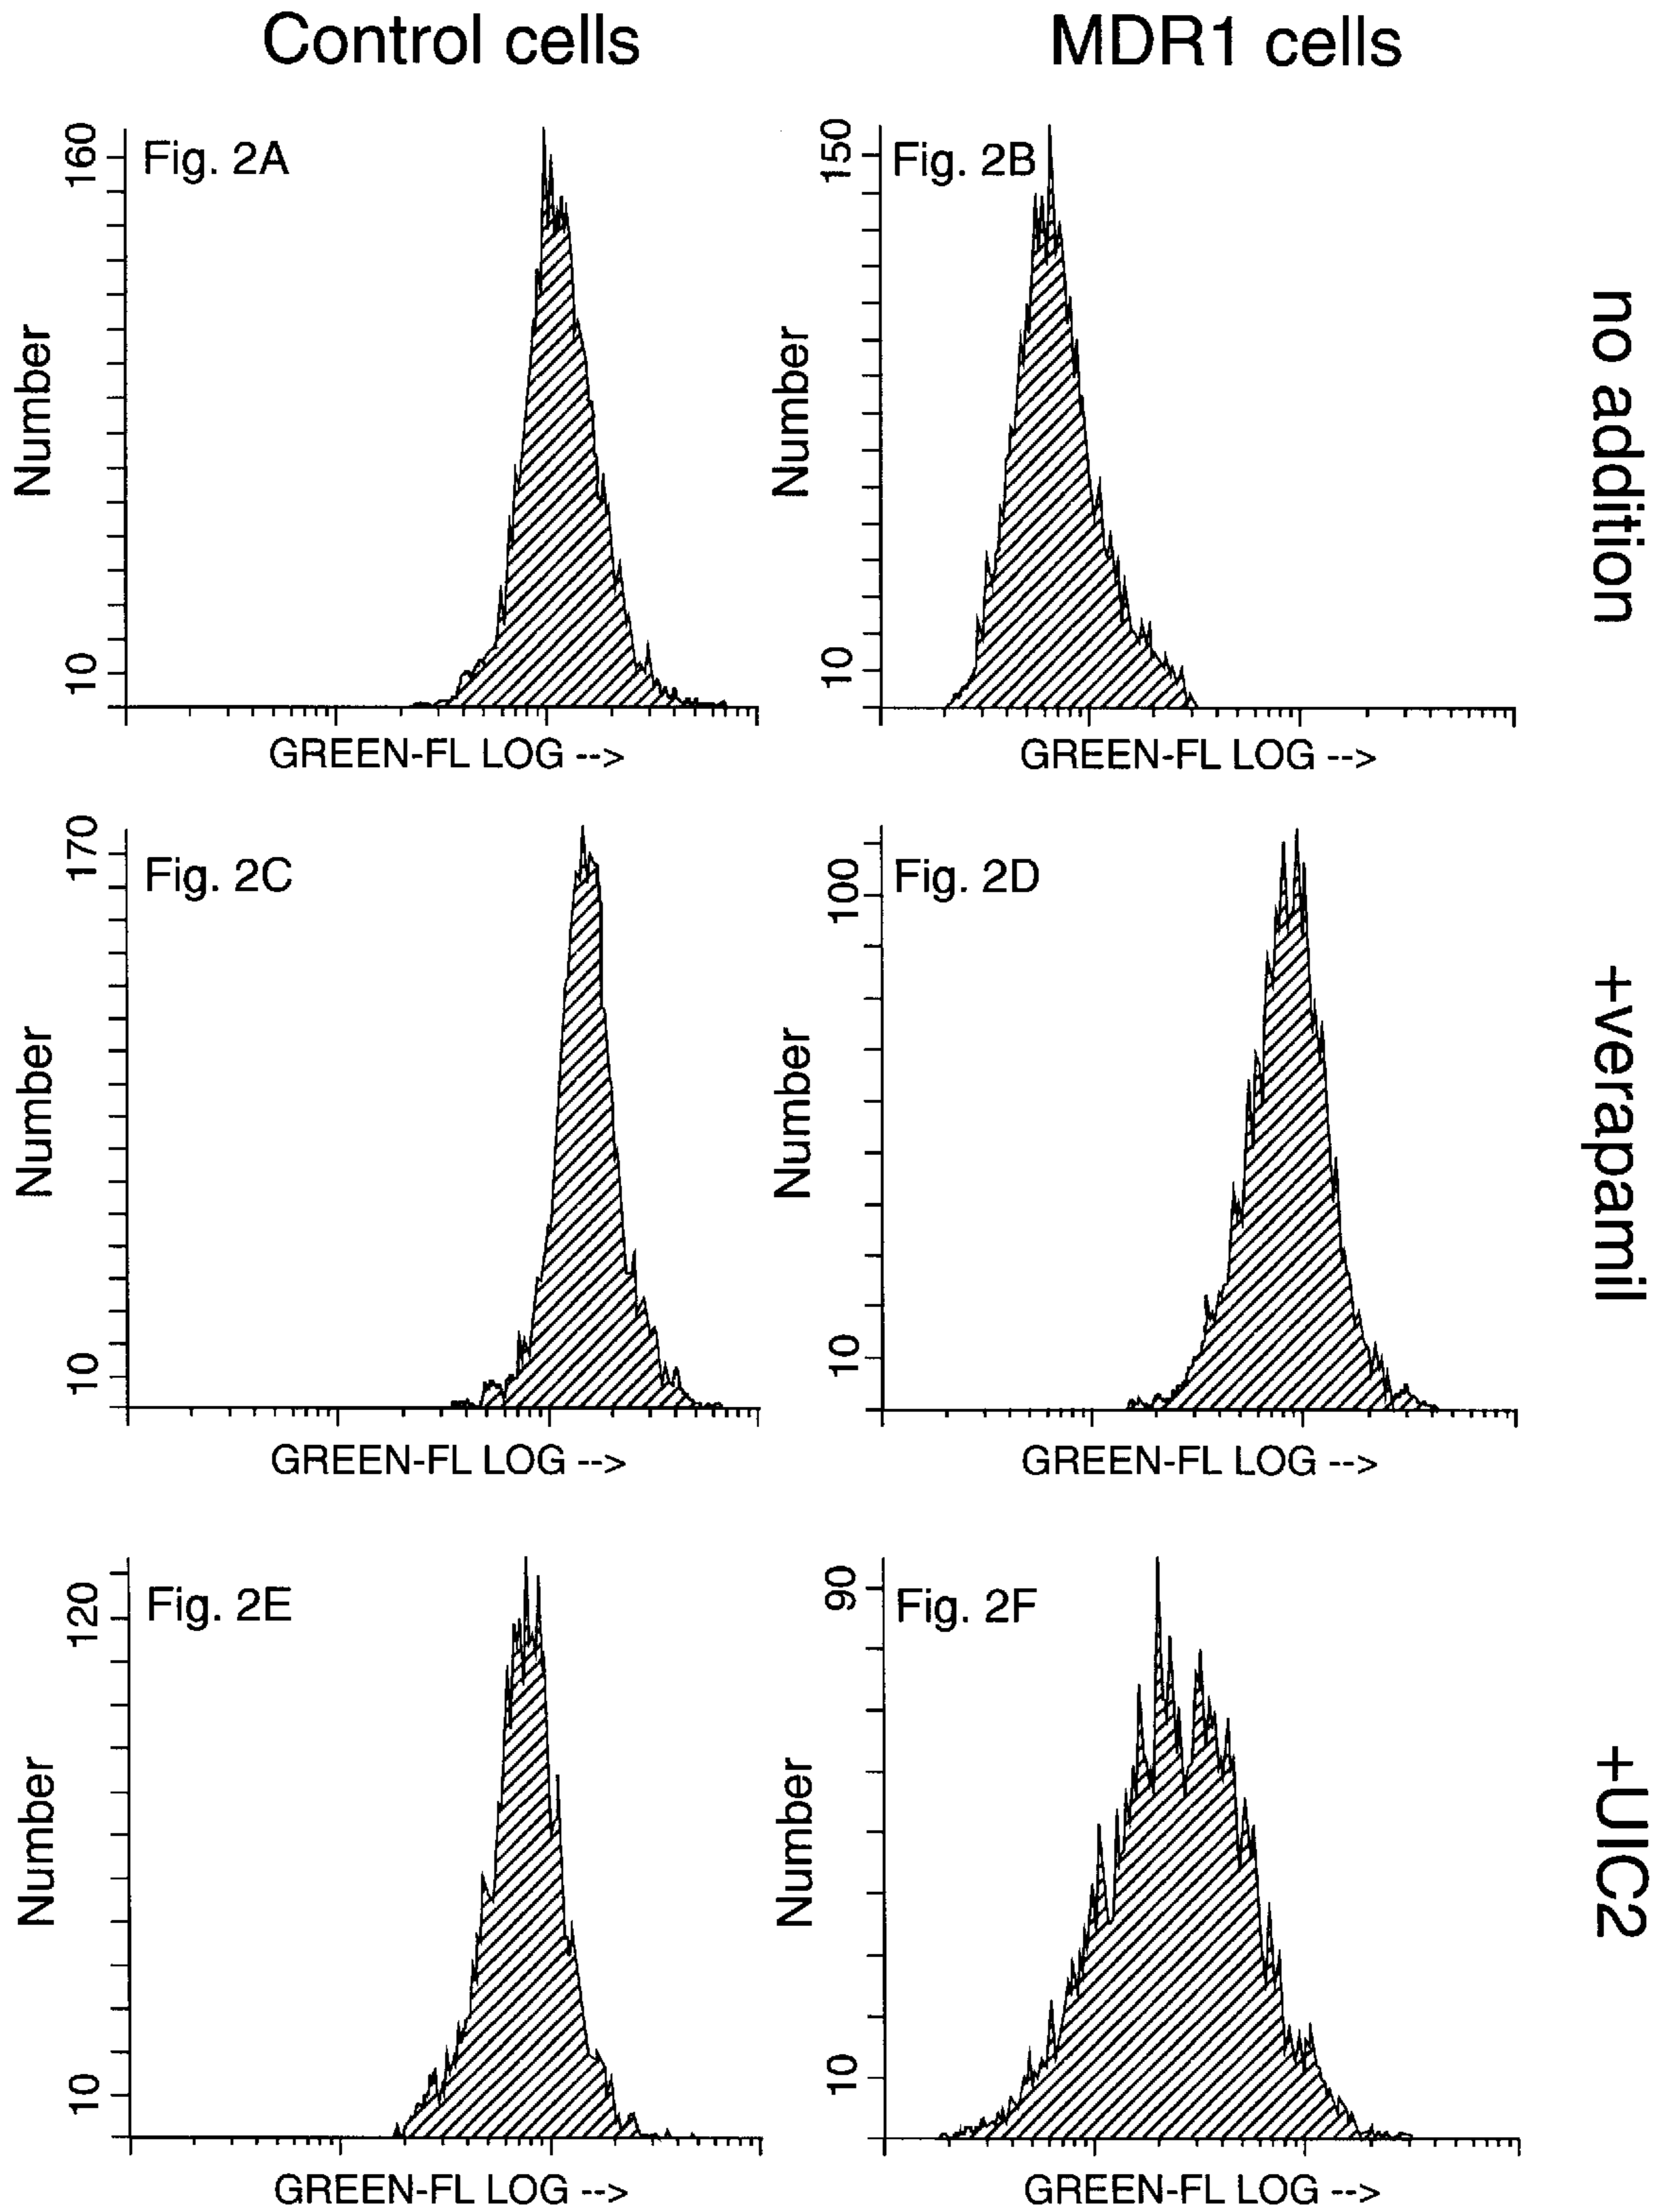 Control cells
MDR1 cells
160
Fig. 2A
10
Number
GREEN-FL LOG -->
150
Fig. 2B
10
Number
GREEN-FL LOG -->
no addition
170
Fig. 2C
10
Number
GREEN-FL LOG -->
100
Fig. 2D
10
Number
GREEN-FL LOG -->
+verapamil
120
Fig. 2E
10
Number
GREEN-FL LOG -->
90
Fig. 2F
10
Number
GREEN-FL LOG -->
+UIC2